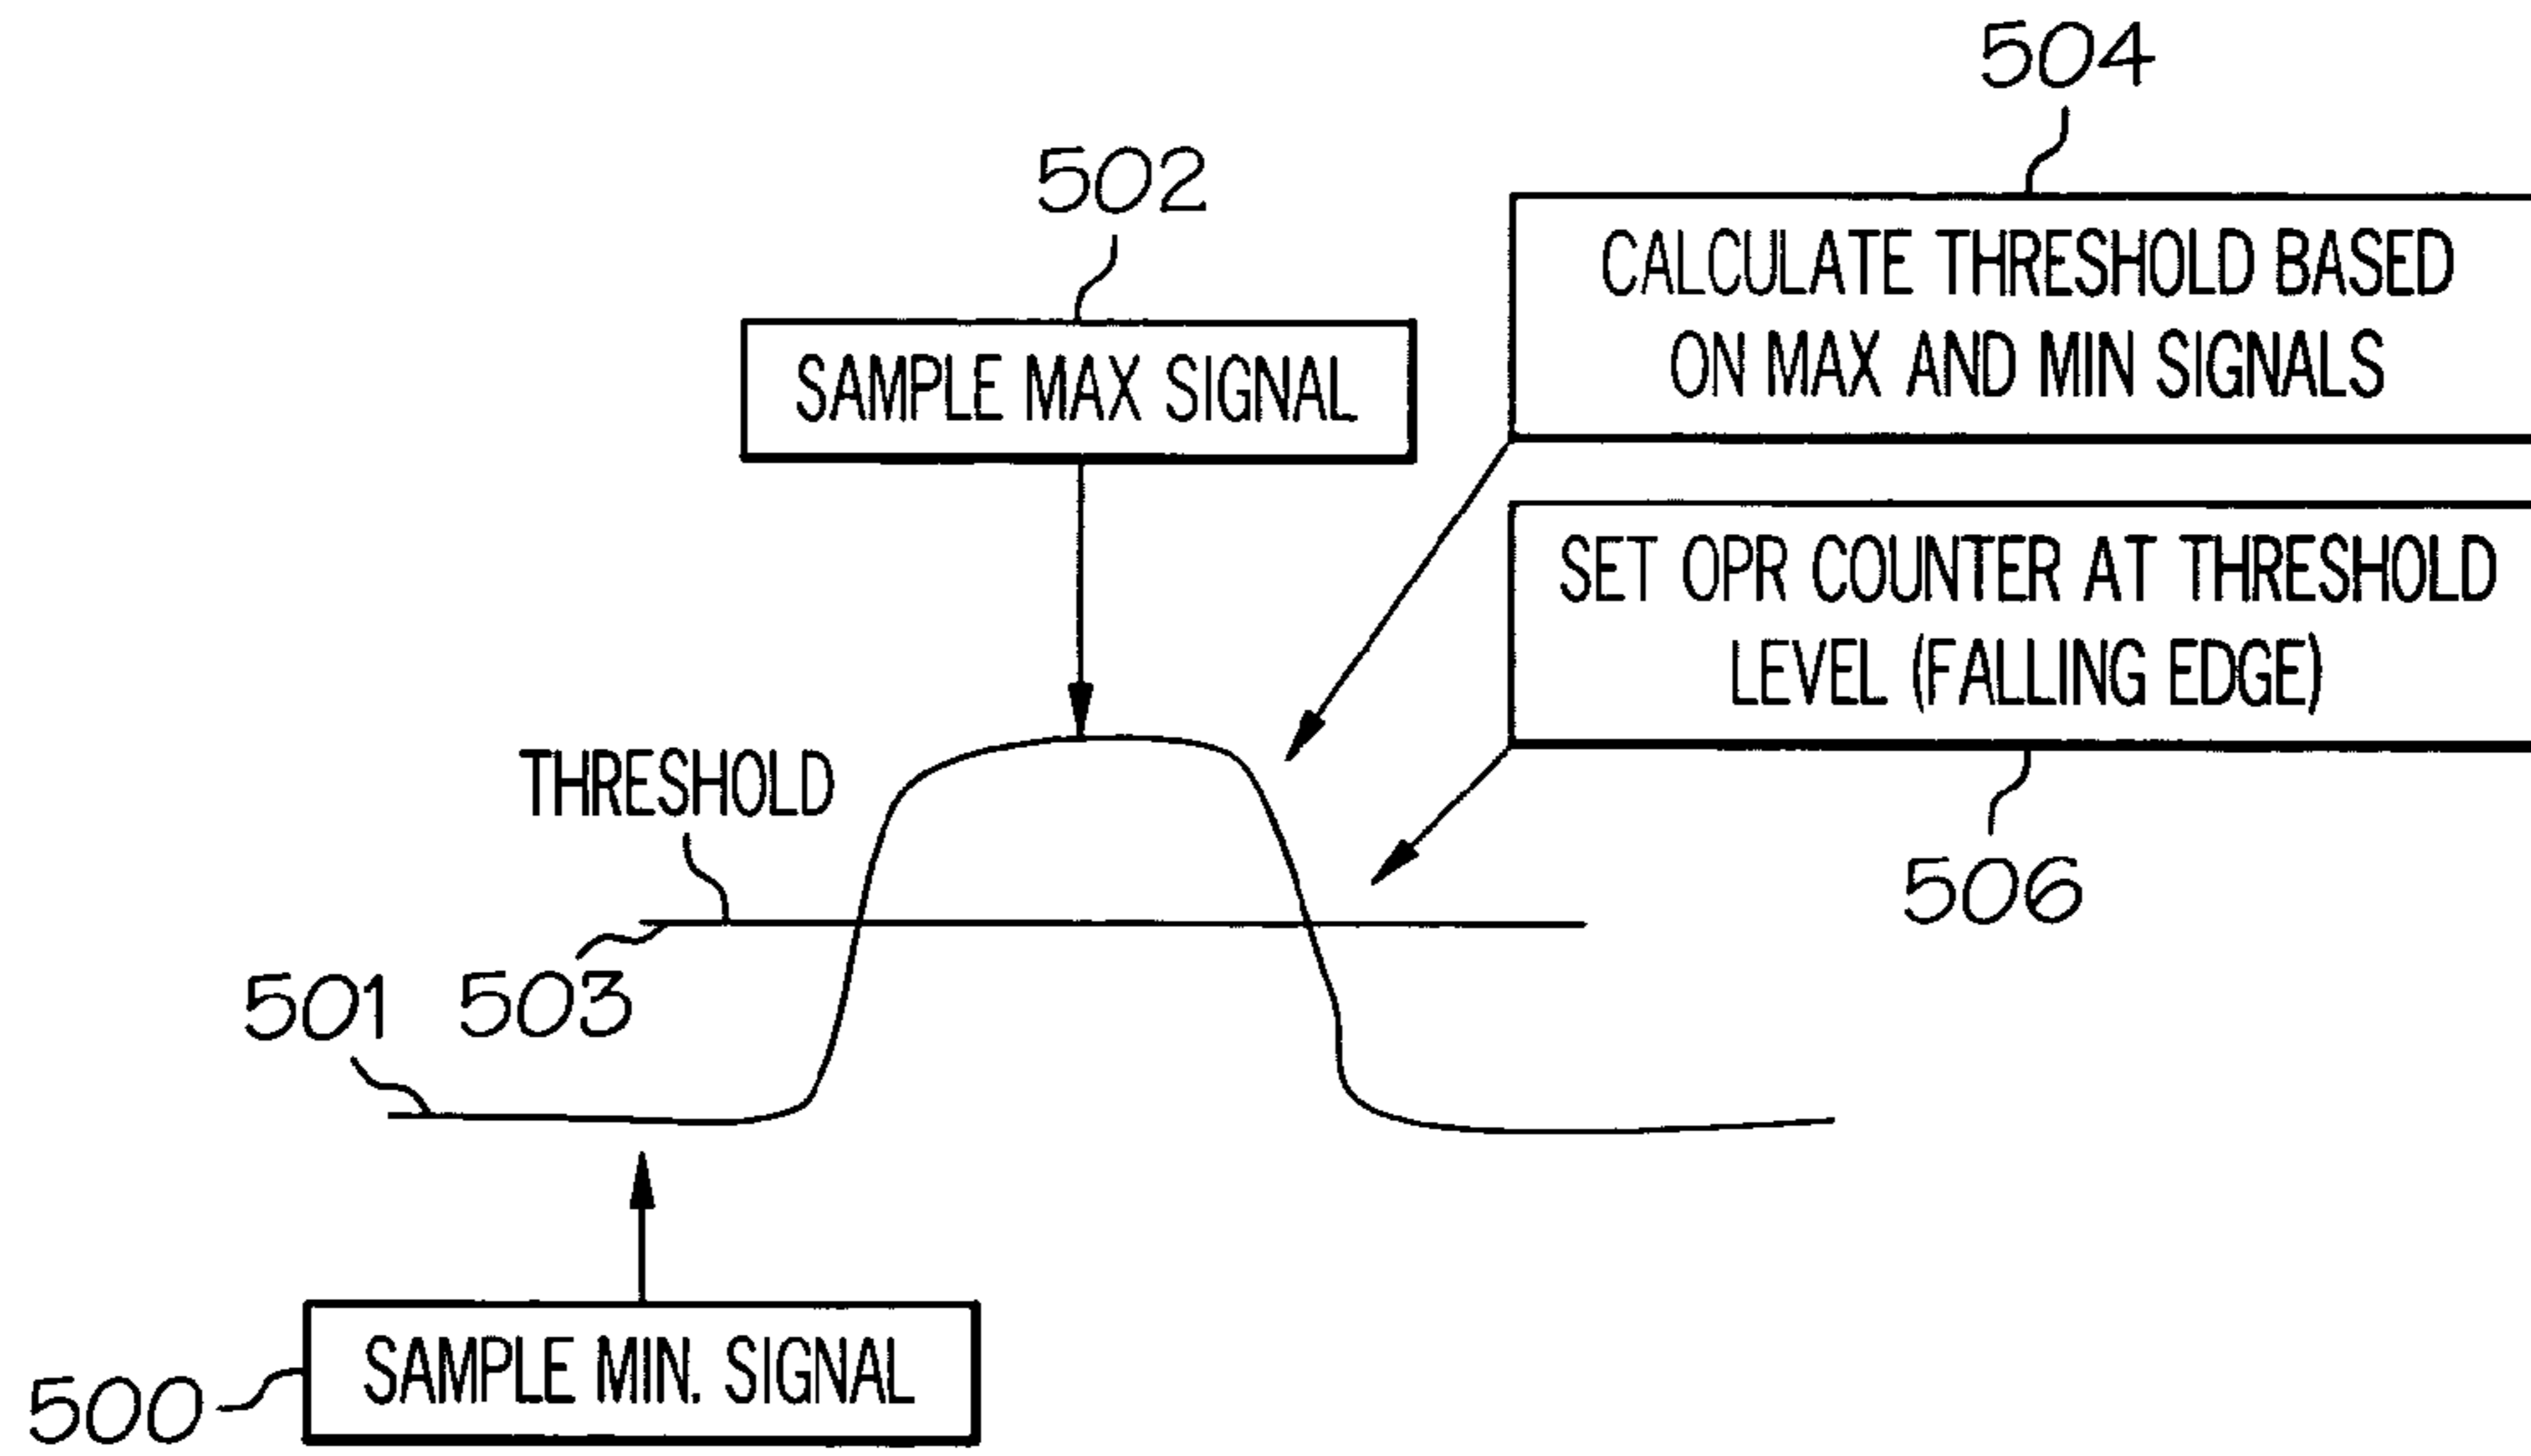 504
502
CALCULATE THRESHOLD BASED
ON MAX AND MIN SIGNALS
SAMPLE MAX SIGNAL
SET OPR COUNTER AT THRESHOLD
LEVEL (FALLING EDGE)
THRESHOLD
506
501
503
SAMPLE MIN. SIGNAL
500